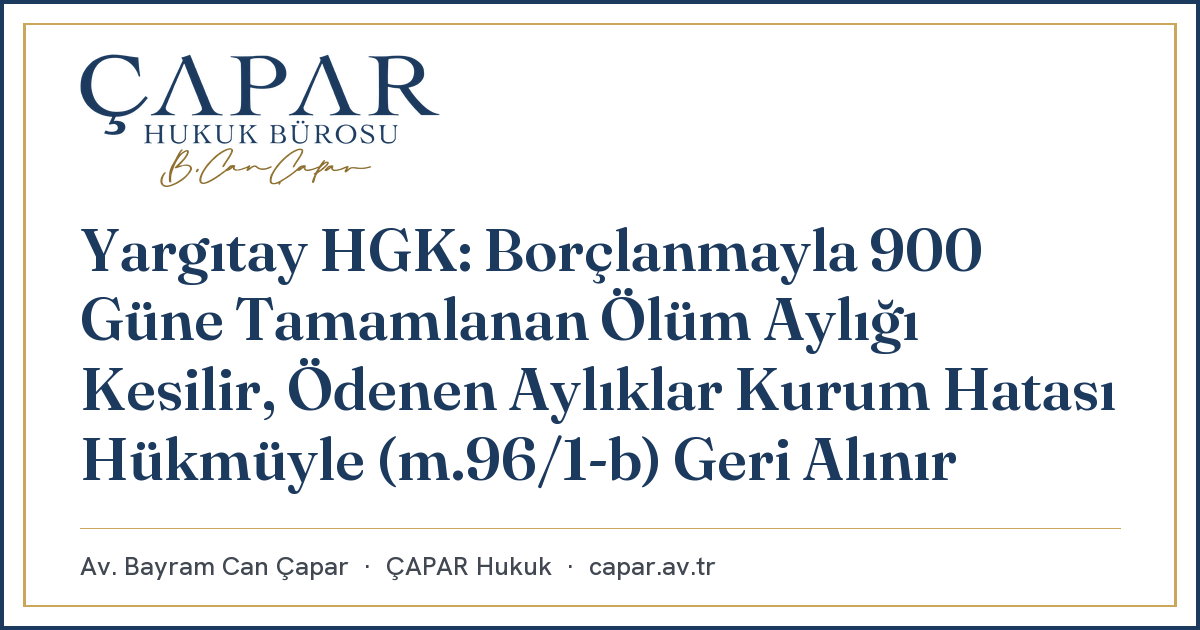 ÇAPAR
HUKUK BÜROSU
B.Can Çapar
Yargıtay HGK: Borçlanmayla 900
Güne Tamamlanan Ölüm Aylığı
Kesilir, Ödenen Aylıklar Kurum Hatası
Hükmüyle (m.96/1-b) Geri Alınır
Av. Bayram Can Çapar · ÇAPAR Hukuk · capar.av.tr